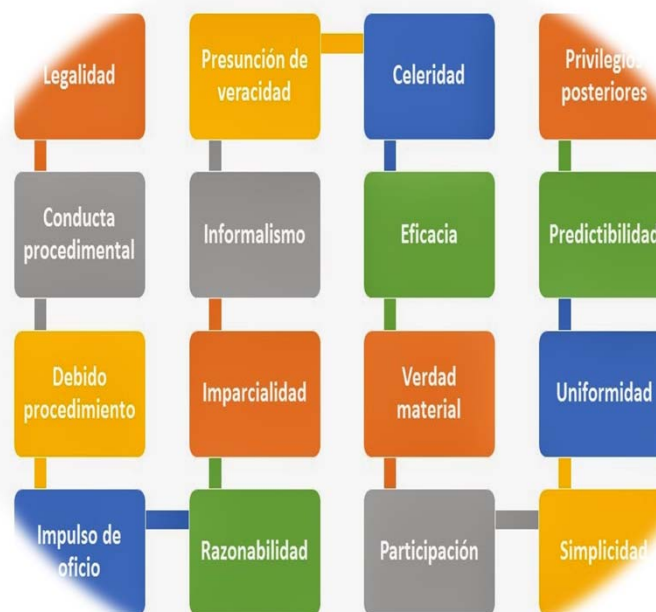 Legalidad
Conducta
procedimental
Debido
procedimiento
Impulso de
oficio
Razonabilidad
Imparcialidad
Informalismo
Presunción de
veracidad
Celeridad
Eficacia
Verdad
material
Participación
Simplicidad
Uniformidad
Predictibilidad
Privilegios
posteriores